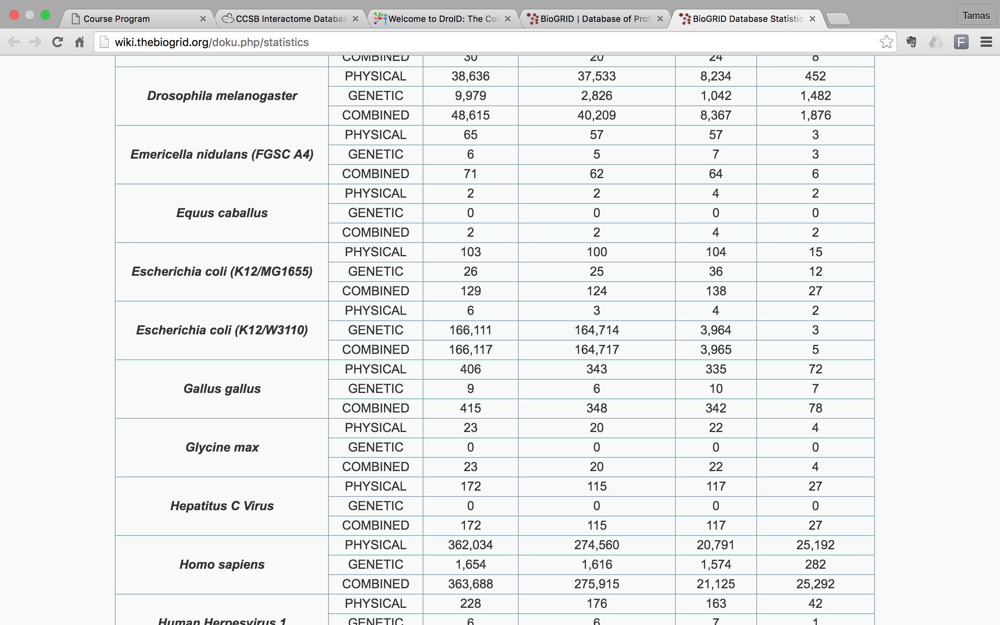 Course Program
CCSB Interactome Databas
Welcome to DroID: The Con
BioGRID | Database of Prote
BioGRID Database Statistic
Tamas
wiki.thebiogrid.org/doku.php/statistics
F
COMBINED 30 20 24 8
PHYSICAL 38,636 37,533 8,234 452
Drosophila melanogaster GENETIC 9,979 2,826 1,042 1,482
COMBINED 48,615 40,209 8,367 1,876
PHYSICAL 65 57 57 3
Emericella nidulans (FGSC A4) GENETIC 6 5 7 3
COMBINED 71 62 64 6
PHYSICAL 2 2 4 2
Equus caballus GENETIC 0 0 0 0
COMBINED 2 2 4 2
PHYSICAL 103 100 104 15
Escherichia coli (K12/MG1655) GENETIC 26 25 36 12
COMBINED 129 124 138 27
PHYSICAL 6 3 4 2
Escherichia coli (K12/W3110) GENETIC 166,111 164,714 3,964 3
COMBINED 166,117 164,717 3,965 5
PHYSICAL 406 343 335 72
Gallus gallus GENETIC 9 6 10 7
COMBINED 415 348 342 78
PHYSICAL 23 20 22 4
Glycine max GENETIC 0 0 0 0
COMBINED 23 20 22 4
PHYSICAL 172 115 117 27
Hepatitus C Virus GENETIC 0 0 0 0
COMBINED 172 115 117 27
PHYSICAL 362,034 274,560 20,791 25,192
Homo sapiens GENETIC 1,654 1,616 1,574 282
COMBINED 363,688 275,915 21,125 25,292
PHYSICAL 228 176 163 42
Human Herpesvirus 1 GENETIC 6 6 7 1